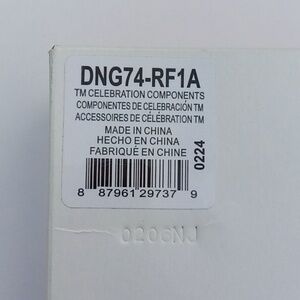 DNG74-RF1A
TM CELEBRATION COMPONENTS
COMPONENTES DE CELEBRACIÓN TM
ACCESSOIRES DE CÉLÉBRATION TM
MADE IN CHINA
HECHO EN CHINA
FABRIQUÉ EN CHINE
0224
8 87961 29737 9
0206NJ